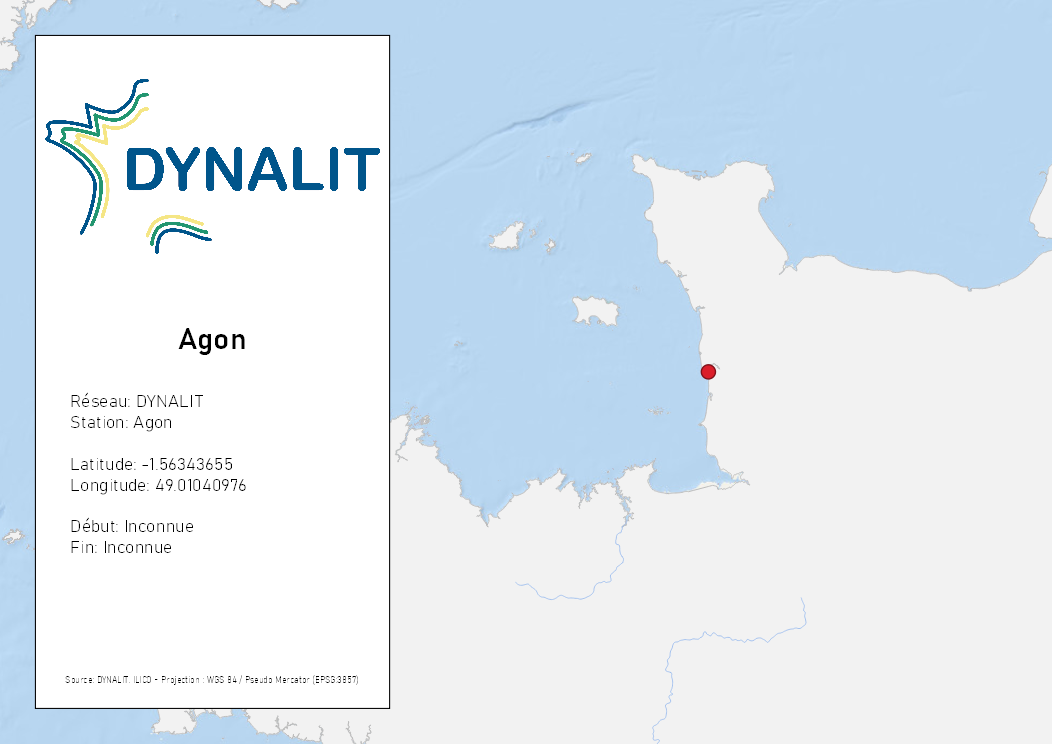 DYNALIT
Agon
Réseau: DYNALIT
Station: Agon
Latitude: -1.56343655
Longitude: 49.01040976
Début: Inconnue
Fin: Inconnue
Source: DYNALIT, ILICO - Projection : WGS 84 / Pseudo Mercator (EPSG:3857)